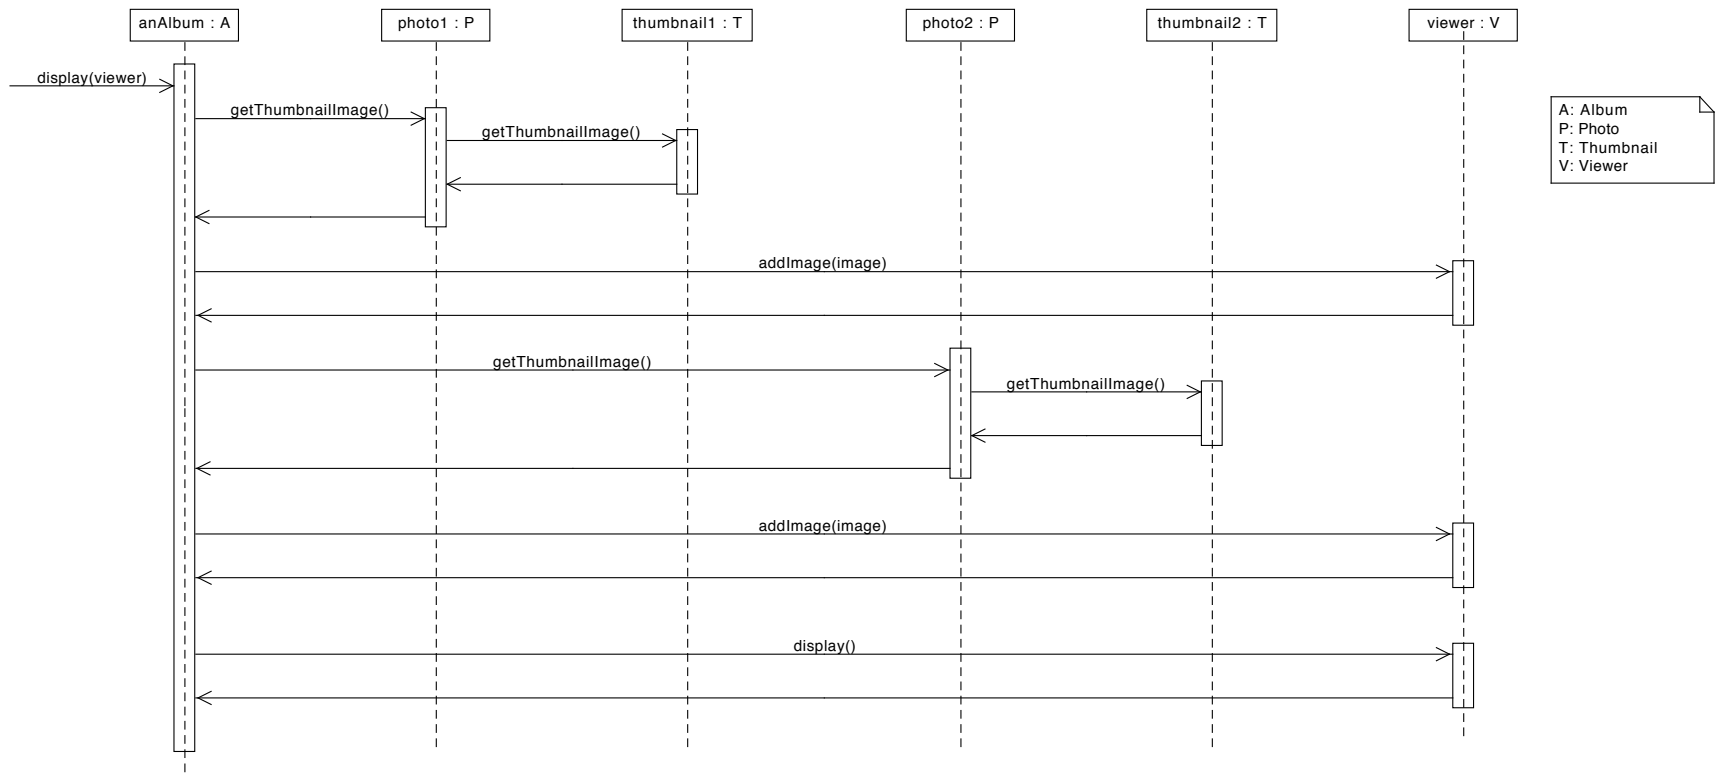 anAlbum : A
photo1 : P
thumbnail1 : T
photo2 : P
thumbnail2 : T
viewer : V
display(viewer)
getThumbnailImage()
getThumbnailImage()
A: Album
P: Photo
T: Thumbnail
V: Viewer
addImage(image)
getThumbnailImage()
getThumbnailImage()
addImage(image)
display()